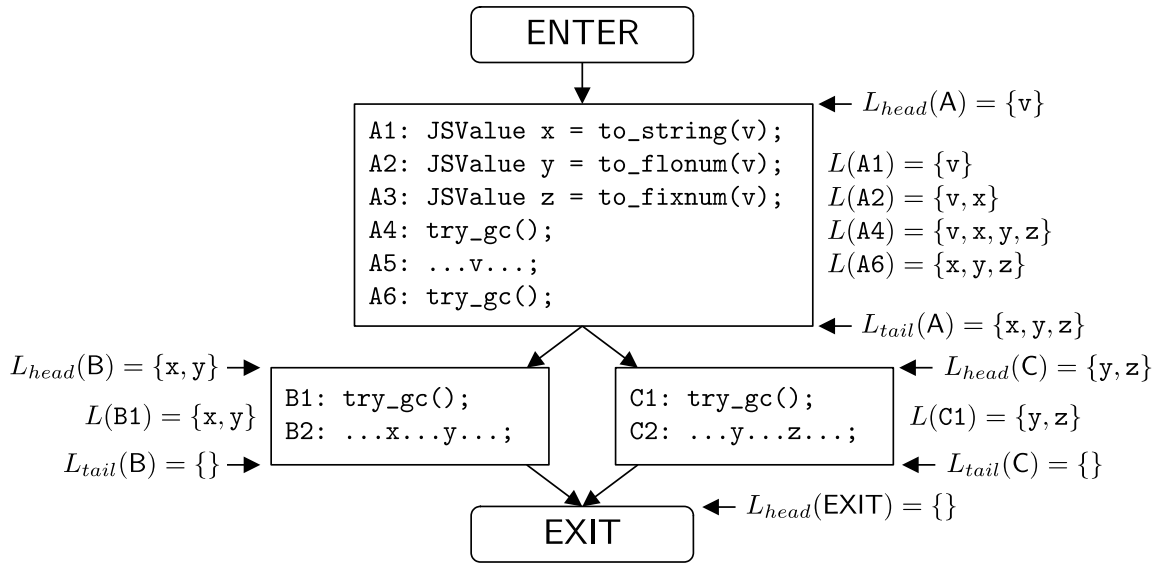 ENTER
← L_head(A) = {v}
A1: JSValue x = to_string(v);
A2: JSValue y = to_flonum(v);
A3: JSValue z = to_fixnum(v);
A4: try_gc();
A5: ...v...;
A6: try_gc();
L(A1) = {v}
L(A2) = {v, x}
L(A4) = {v, x, y, z}
L(A6) = {x, y, z}
← L_tail(A) = {x, y, z}
L_head(B) = {x, y} →
L(B1) = {x, y}
L_tail(B) = {} →
B1: try_gc();
B2: ...x...y...;
C1: try_gc();
C2: ...y...z...;
← L_head(C) = {y, z}
L(C1) = {y, z}
← L_tail(C) = {}
← L_head(EXIT) = {}
EXIT